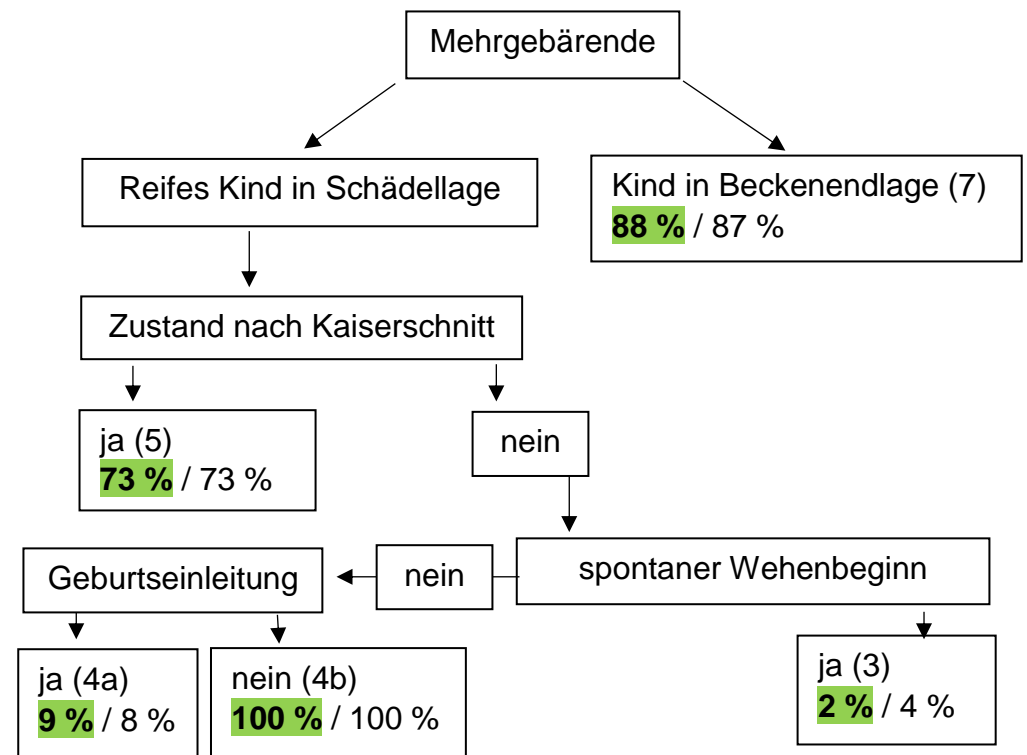 Mehrgebärende
Reifes Kind in Schädellage
Kind in Beckenendlage (7)
88 % / 87 %
Zustand nach Kaiserschnitt
ja (5)
73 % / 73 %
nein
spontaner Wehenbeginn
nein
Geburtseinleitung
ja (4a)
9 % / 8 %
nein (4b)
100 % / 100 %
ja (3)
2 % / 4 %